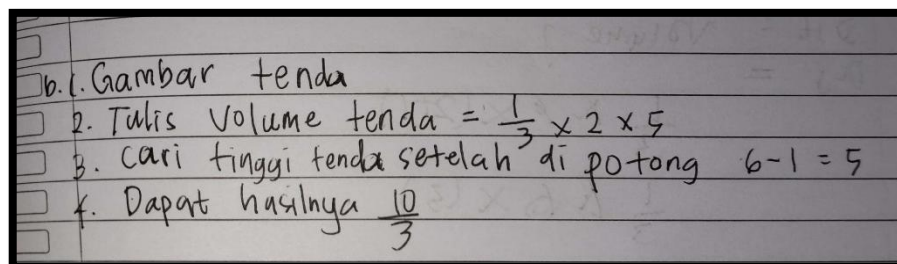 b. 1. Gambar tenda
2. Tulis Volume tenda = 1/3 x 2 x 5
3. Cari tinggi tenda setelah di potong 6-1 = 5
4. Dapat hasilnya 10/3